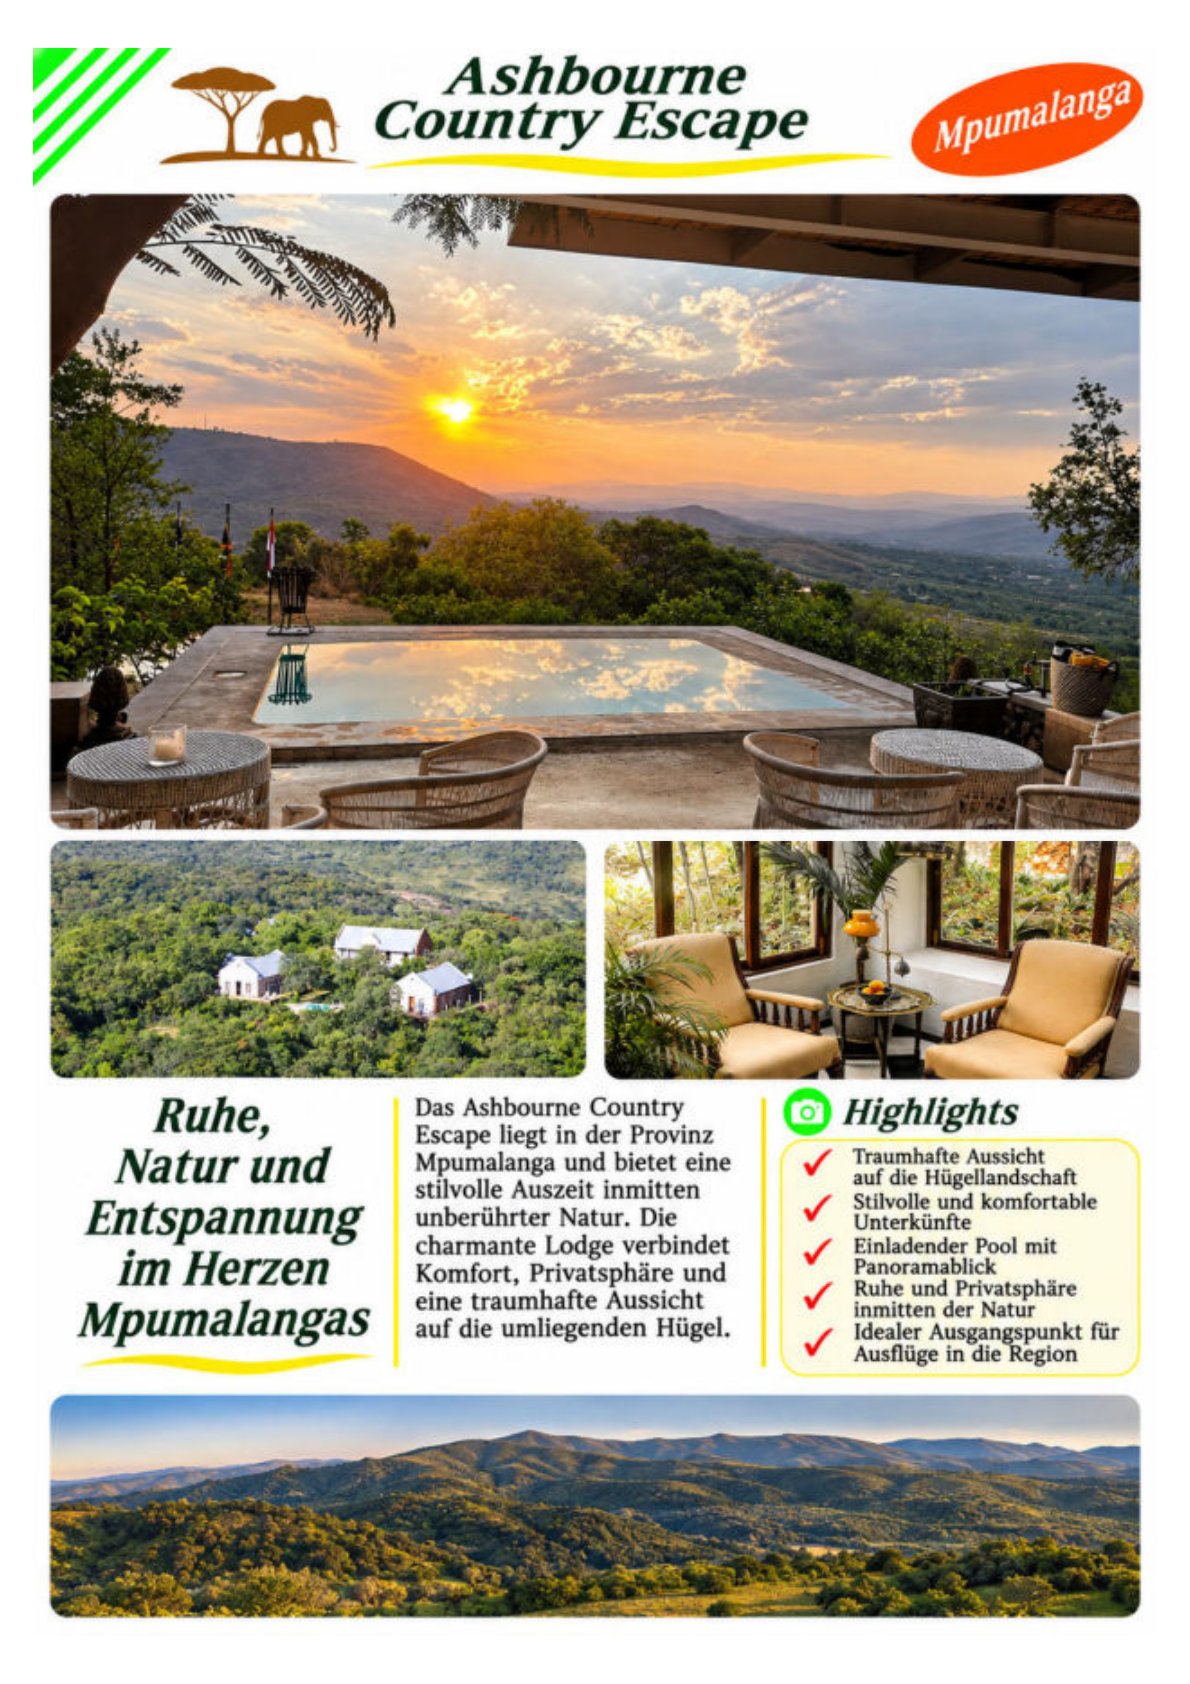 Ashbourne
Country Escape
Mpumalanga
Ruhe,
Natur und
Entspannung
im Herzen
Mpumalangas
Das Ashbourne Country
Escape liegt in der Provinz
Mpumalanga und bietet eine
stilvolle Auszeit inmitten
unberührter Natur. Die
charmante Lodge verbindet
Komfort, Privatsphäre und
eine traumhafte Aussicht
auf die umliegenden Hügel.
Highlights
Traumhafte Aussicht
auf die Hügellandschaft
Stilvolle und komfortable
Unterkünfte
Einladender Pool mit
Panoramablick
Ruhe und Privatsphäre
inmitten der Natur
Idealer Ausgangspunkt für
Ausflüge in die Region